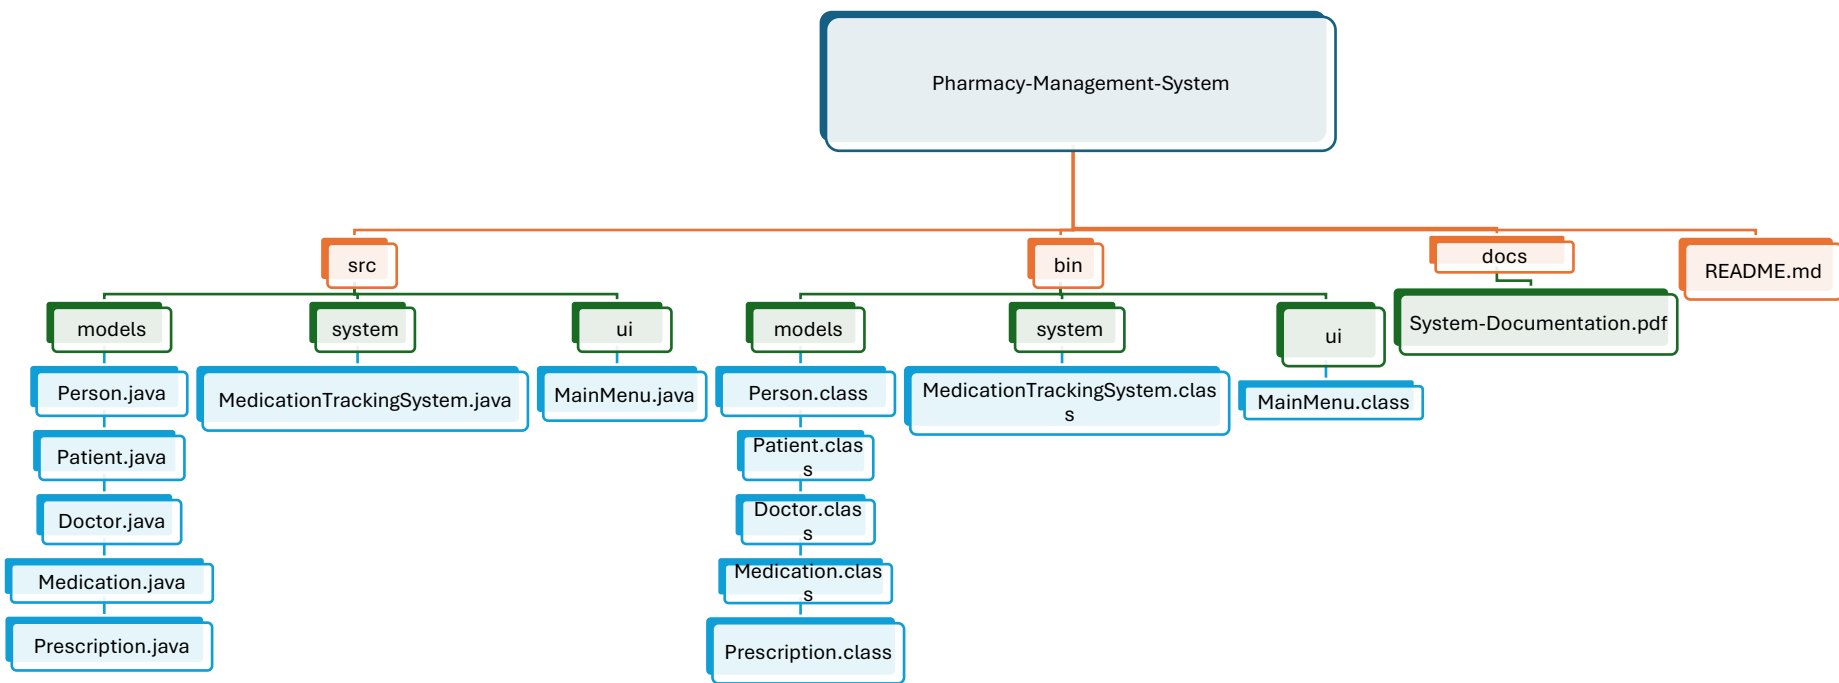 Pharmacy-Management-System
src
bin
docs
README.md
models
system
ui
models
system
ui
System-Documentation.pdf
Person.java
MedicationTrackingSystem.java
MainMenu.java
Person.class
MedicationTrackingSystem.clas
s
MainMenu.class
Patient.java
Patient.clas
s
Doctor.java
Doctor.clas
s
Medication.java
Medication.clas
s
Prescription.java
Prescription.class